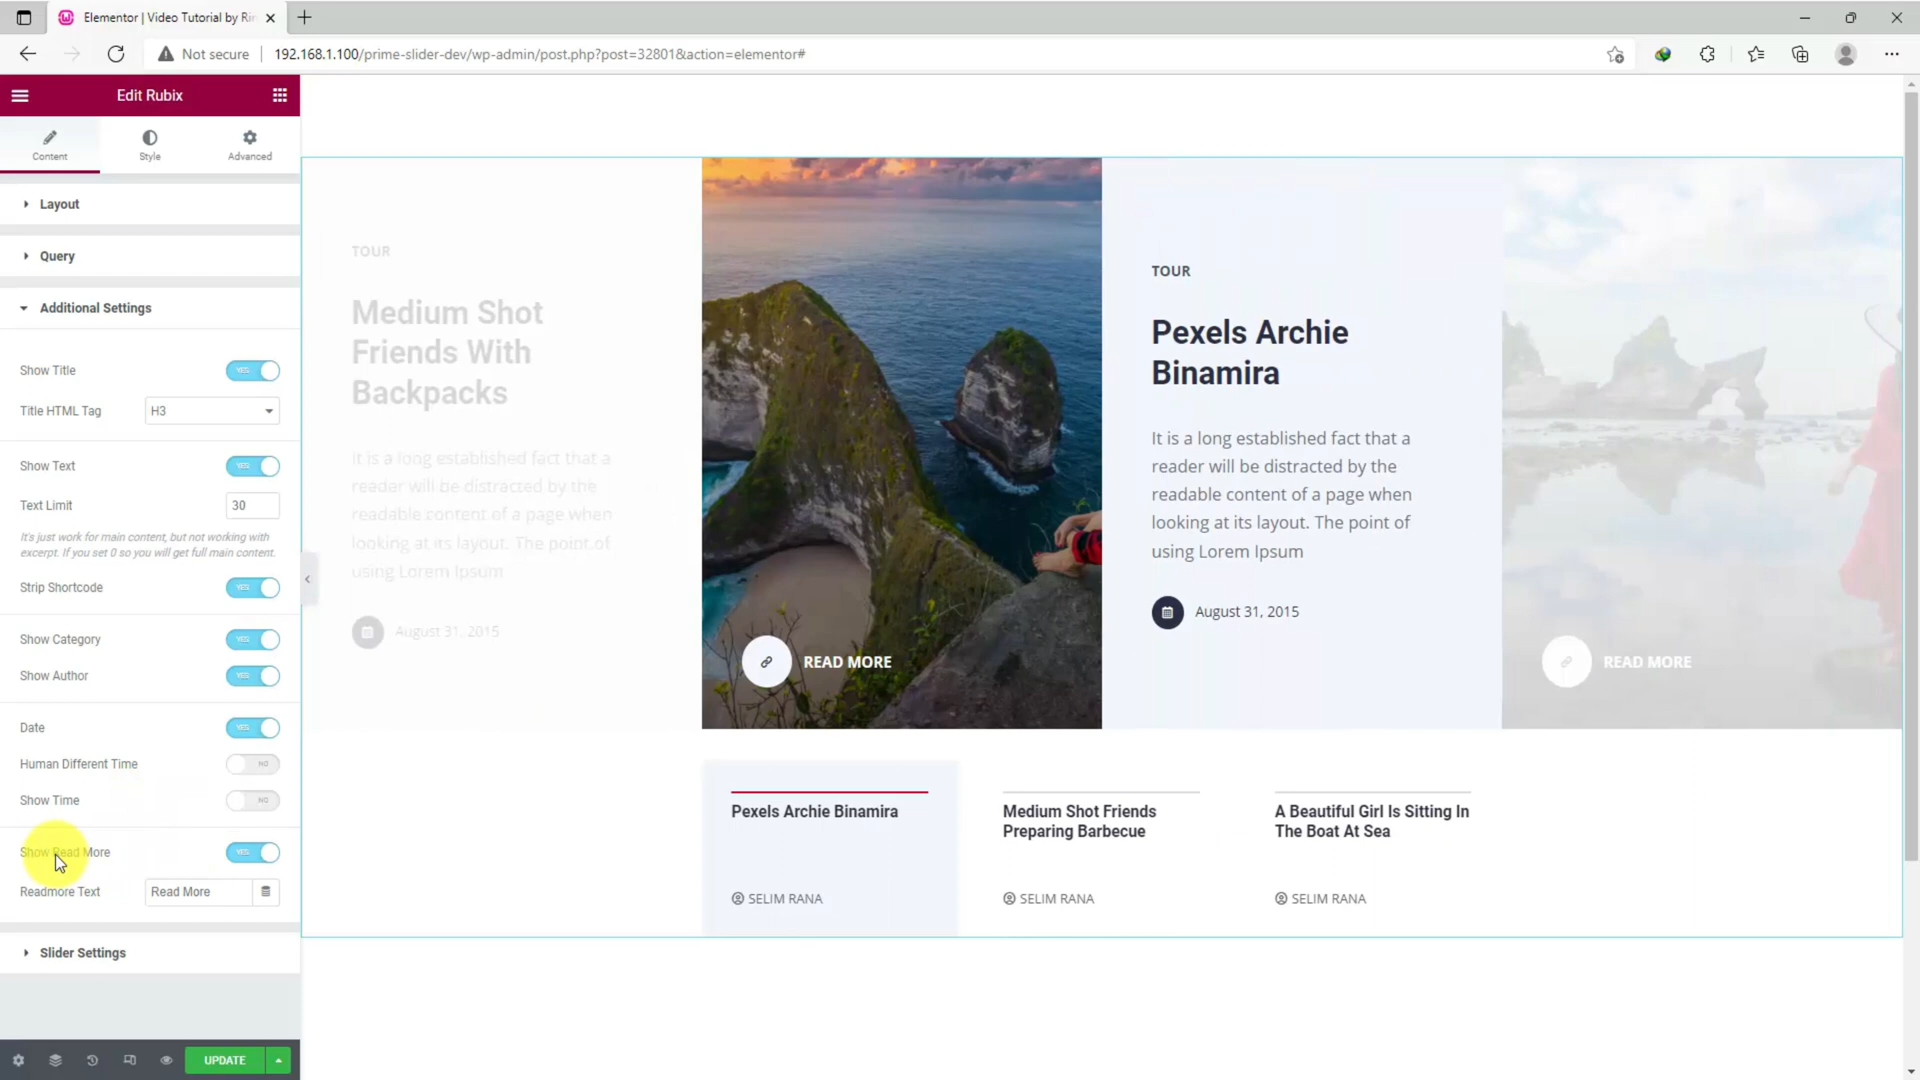 Elementor | Video Tutorial by Rin
Not secure
192.168.1.100/prime-slider-dev/wp-admin/post.php?post=32801&action=elementor#
Edit Rubix
Content
Style
Advanced
Layout
Query
Additional Settings
Show Title
YES
Title HTML Tag
H3
Show Text
YES
Text Limit
30
It's just work for main content, but not working with
excerpt. If you set 0 so you will get full main content.
Strip Shortcode
YES
Show Category
YES
Show Author
YES
Date
YES
Human Different Time
NO
Show Time
NO
Show Read More
YES
Readmore Text
Read More
Slider Settings
UPDATE
TOUR
Medium Shot
Friends With
Backpacks
It is a long established fact that a
reader will be distracted by the
readable content of a page when
looking at its layout. The point of
using Lorem Ipsum
August 31, 2015
READ MORE
TOUR
Pexels Archie
Binamira
It is a long established fact that a
reader will be distracted by the
readable content of a page when
looking at its layout. The point of
using Lorem Ipsum
August 31, 2015
READ MORE
Pexels Archie Binamira
SELIM RANA
Medium Shot Friends
Preparing Barbecue
SELIM RANA
A Beautiful Girl Is Sitting In
The Boat At Sea
SELIM RANA